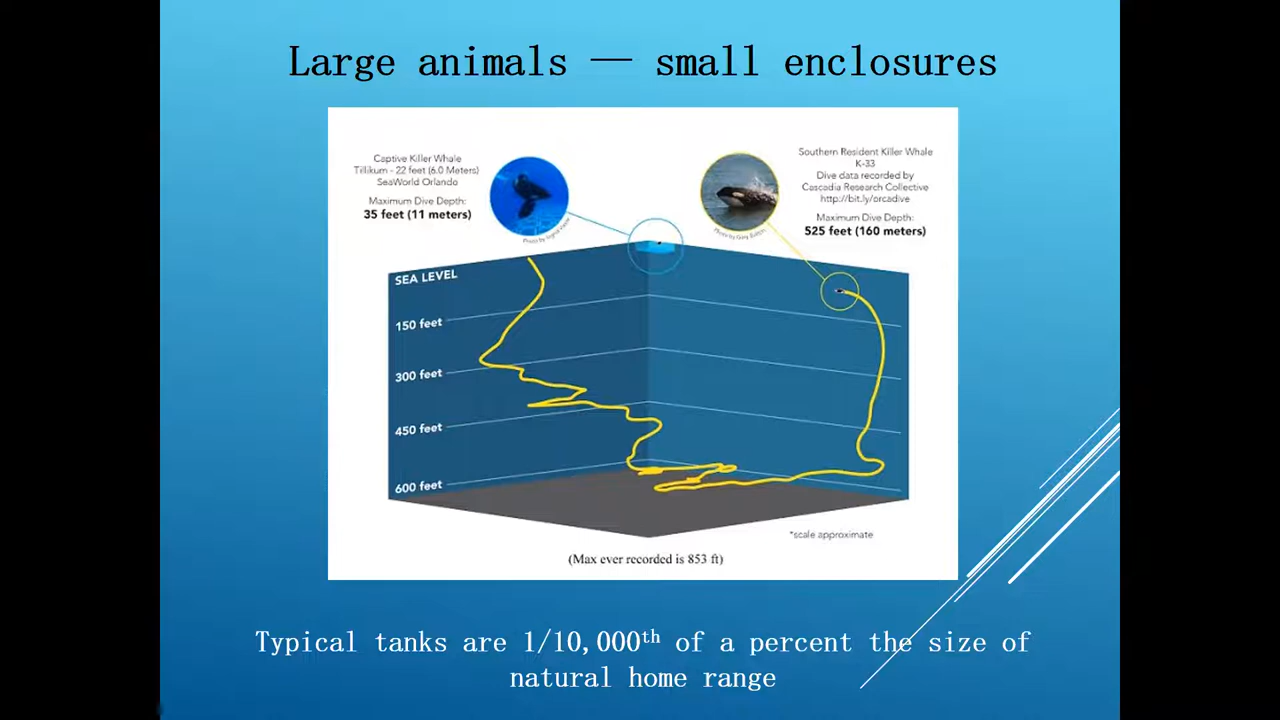 Large animals — small enclosures
Captive Killer Whale
Tillikum - 22 feet (6.0 Meters)
SeaWorld Orlando
Maximum Dive Depth:
35 feet (11 meters)
Southern Resident Killer Whale
K-33
Dive data recorded by
Cascadia Research Collective
http://bit.ly/orcadive
Maximum Dive Depth:
525 feet (160 meters)
SEA LEVEL
150 feet
300 feet
450 feet
600 feet
*scale approximate
(Max ever recorded is 853 ft)
Typical tanks are 1/10,000th of a percent the size of
natural home range